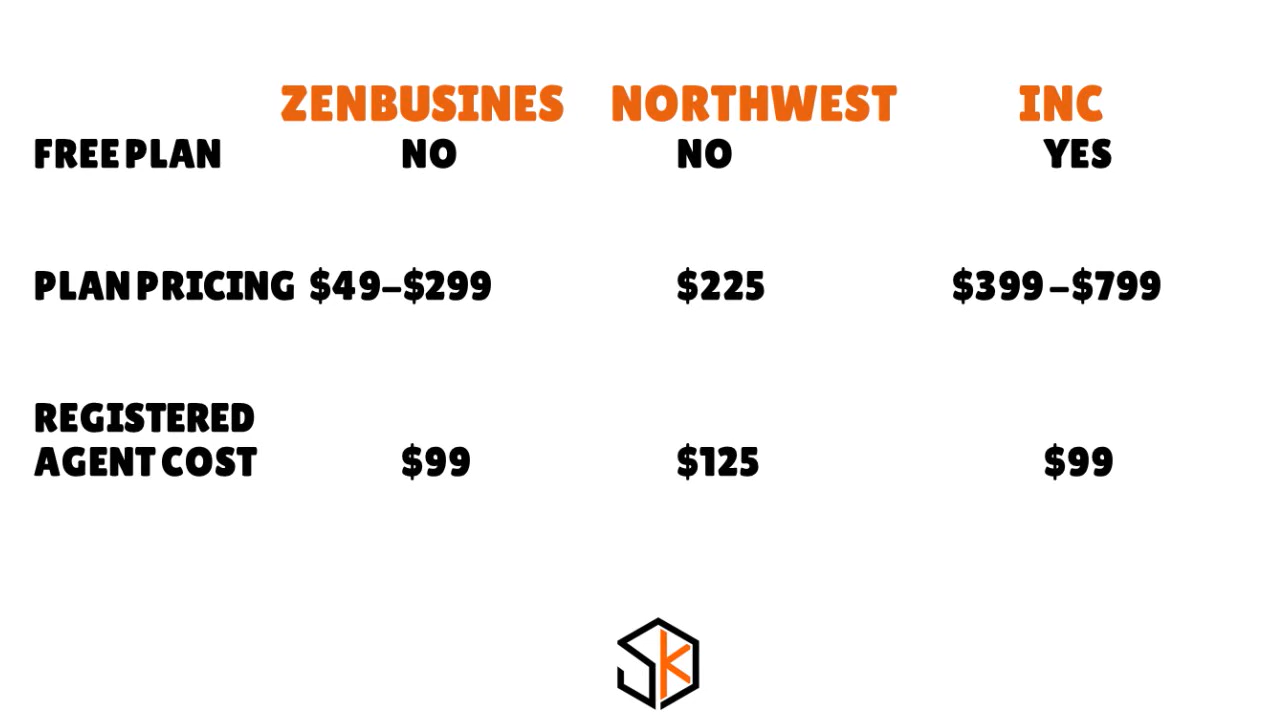 ZENBUSINES NORTHWEST INC
FREE PLAN NO NO YES
PLAN PRICING $49–$299 $225 $399 –$799
REGISTERED
AGENT COST $99 $125 $99
SK